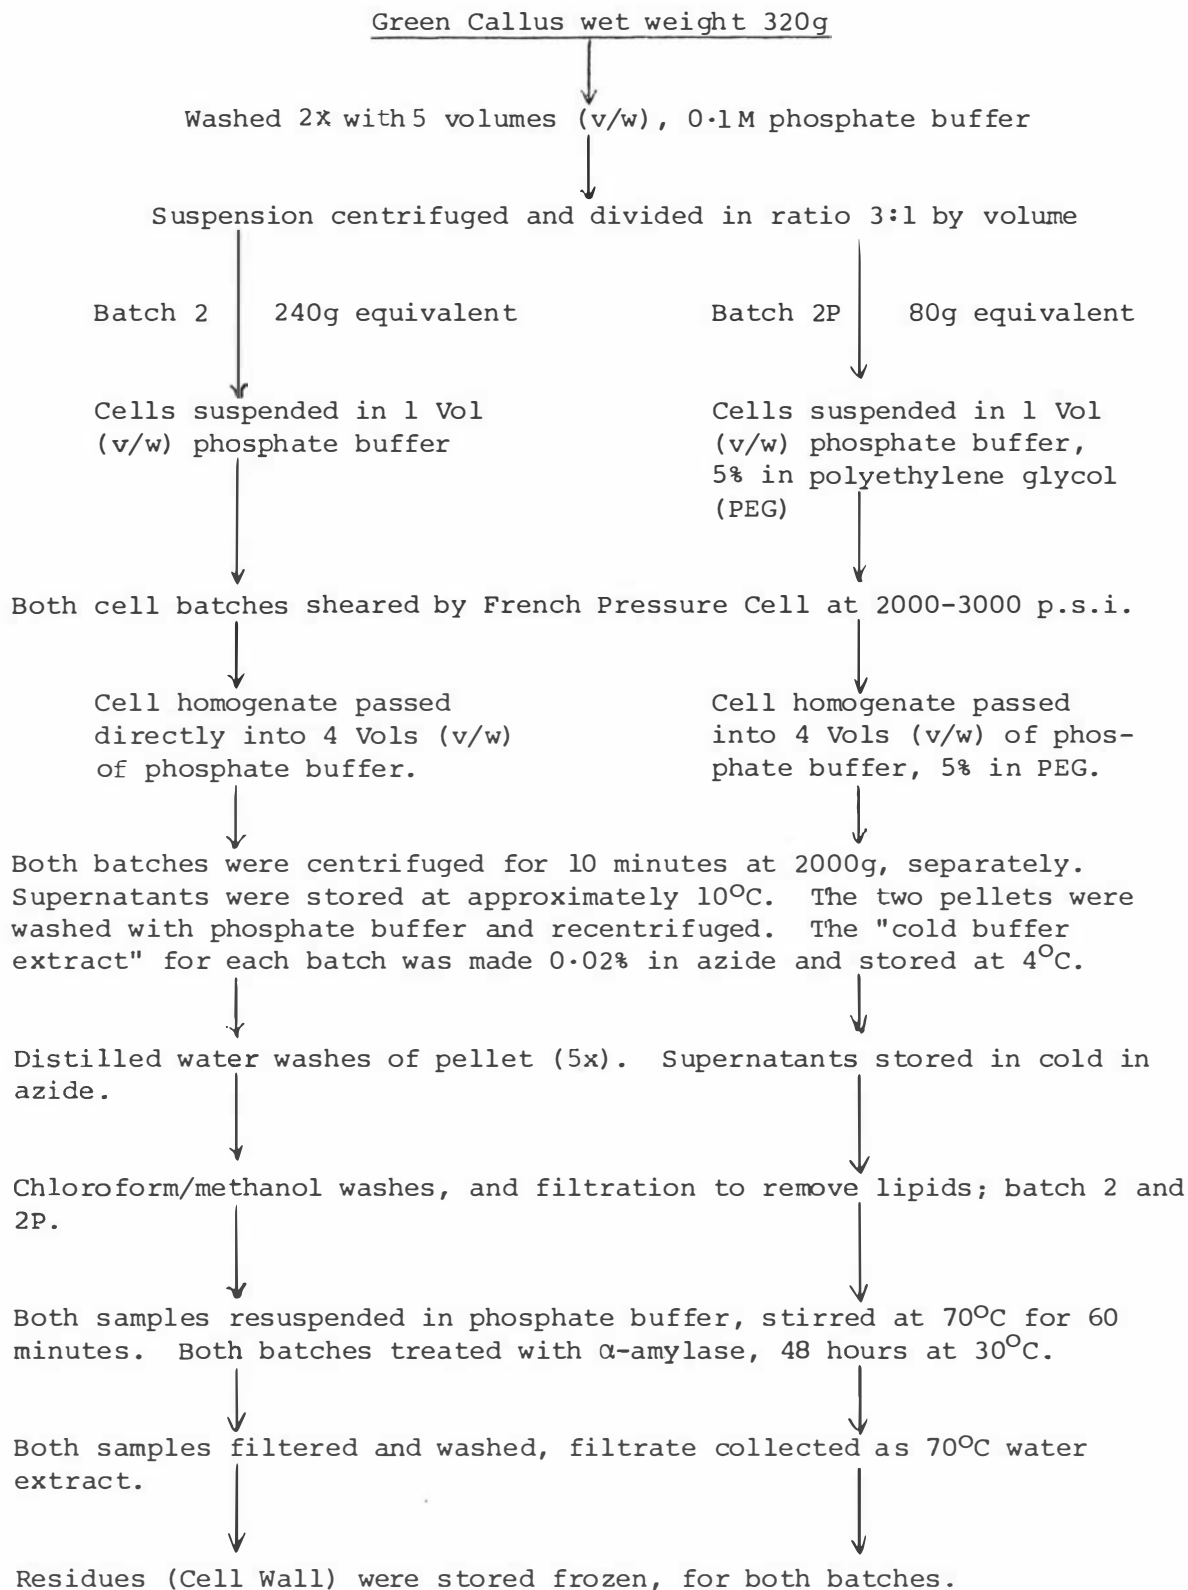 Green Callus wet weight 320g
Washed 2x with 5 volumes (v/w), 0·1M phosphate buffer
Suspension centrifuged and divided in ratio 3:1 by volume
Batch 2 240g equivalent
Batch 2P 80g equivalent
Cells suspended in 1 Vol
(v/w) phosphate buffer
Cells suspended in 1 Vol
(v/w) phosphate buffer,
5% in polyethylene glycol
(PEG)
Both cell batches sheared by French Pressure Cell at 2000-3000 p.s.i.
Cell homogenate passed
directly into 4 Vols (v/w)
of phosphate buffer.
Cell homogenate passed
into 4 Vols (v/w) of phos-
phate buffer, 5% in PEG.
Both batches were centrifuged for 10 minutes at 2000g, separately.
Supernatants were stored at approximately 10°C. The two pellets were
washed with phosphate buffer and recentrifuged. The "cold buffer
extract" for each batch was made 0·02% in azide and stored at 4°C.
Distilled water washes of pellet (5x). Supernatants stored in cold in
azide.
Chloroform/methanol washes, and filtration to remove lipids; batch 2 and
2P.
Both samples resuspended in phosphate buffer, stirred at 70°C for 60
minutes. Both batches treated with α-amylase, 48 hours at 30°C.
Both samples filtered and washed, filtrate collected as 70°C water
extract.
Residues (Cell Wall) were stored frozen, for both batches.